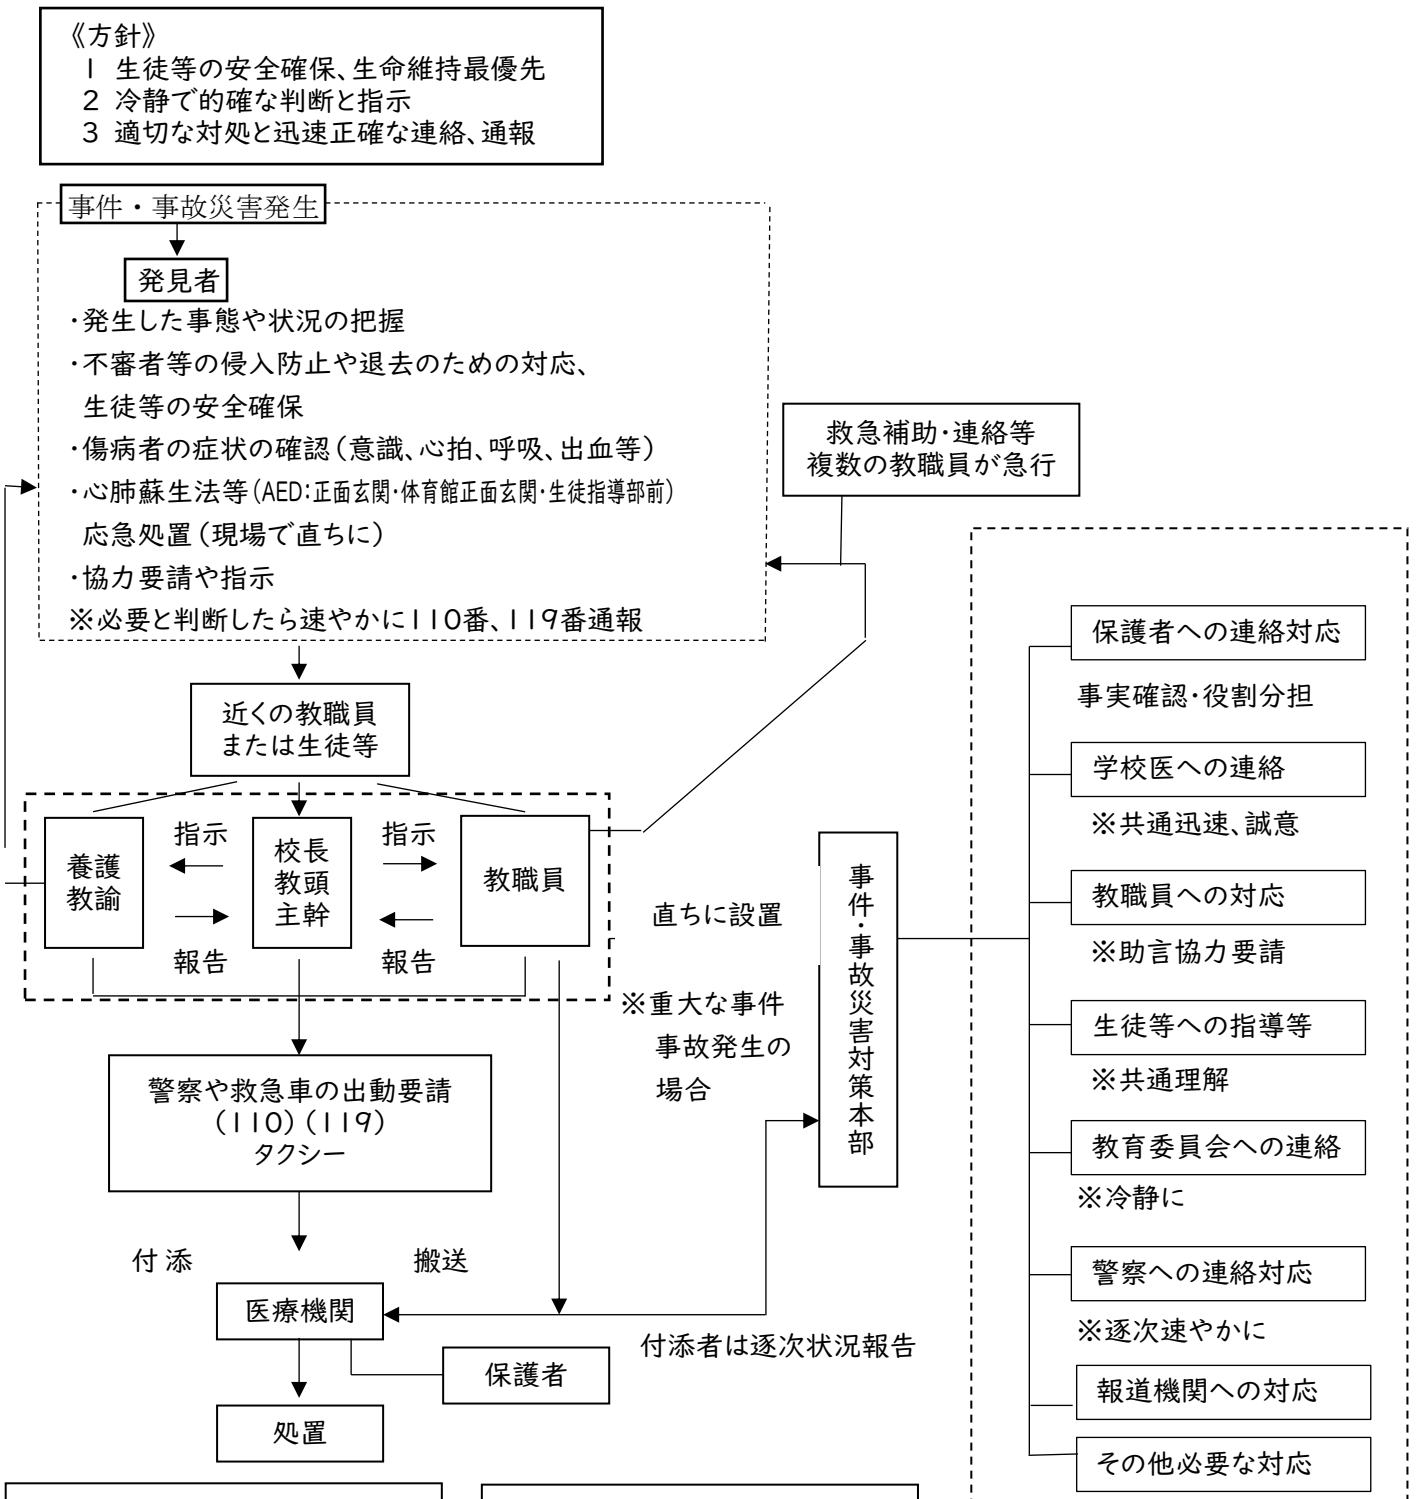 《方針》
1 生徒等の安全確保、生命維持最優先
2 冷静で的確な判断と指示
3 適切な対処と迅速正確な連絡、通報
事件・事故災害発生
発見者
・発生した事態や状況の把握
・不審者等の侵入防止や退去のための対応、
生徒等の安全確保
・傷病者の症状の確認(意識、心拍、呼吸、出血等)
・心肺蘇生法等(AED:正面玄関・体育館正面玄関・生徒指導部前)
応急処置(現場で直ちに)
・協力要請や指示
※必要と判断したら速やかに110番、119番通報
救急補助・連絡等
複数の教職員が急行
近くの教職員
または生徒等
養護
教諭
指示
報告
校長
教頭
主幹
指示
報告
教職員
直ちに設置
※重大な事件
事故発生の
場合
事件・事故災害対策本部
警察や救急車の出動要請
(110)(119)
タクシー
付添
搬送
医療機関
付添者は逐次状況報告
保護者
処置
保護者への連絡対応
事実確認・役割分担
学校医への連絡
※共通迅速、誠意
教職員への対応
※助言協力要請
生徒等への指導等
※共通理解
教育委員会への連絡
※冷静に
警察への連絡対応
※逐次速やかに
報道機関への対応
その他必要な対応